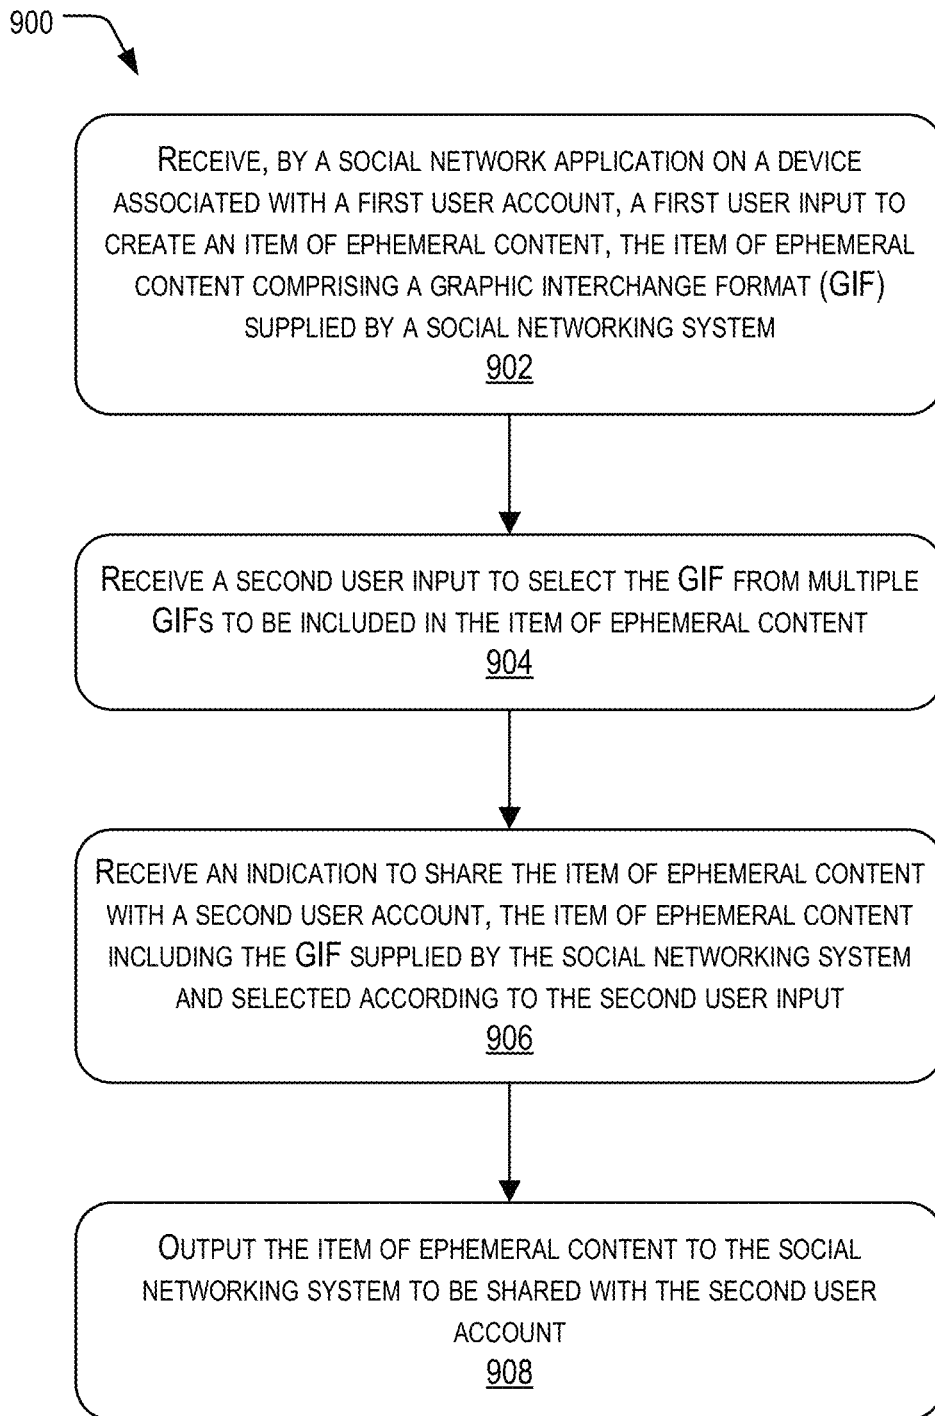 900
RECEIVE, BY A SOCIAL NETWORK APPLICATION ON A DEVICE
ASSOCIATED WITH A FIRST USER ACCOUNT, A FIRST USER INPUT TO
CREATE AN ITEM OF EPHEMERAL CONTENT, THE ITEM OF EPHEMERAL
CONTENT COMPRISING A GRAPHIC INTERCHANGE FORMAT (GIF)
SUPPLIED BY A SOCIAL NETWORKING SYSTEM
902
RECEIVE A SECOND USER INPUT TO SELECT THE GIF FROM MULTIPLE
GIFS TO BE INCLUDED IN THE ITEM OF EPHEMERAL CONTENT
904
RECEIVE AN INDICATION TO SHARE THE ITEM OF EPHEMERAL CONTENT
WITH A SECOND USER ACCOUNT, THE ITEM OF EPHEMERAL CONTENT
INCLUDING THE GIF SUPPLIED BY THE SOCIAL NETWORKING SYSTEM
AND SELECTED ACCORDING TO THE SECOND USER INPUT
906
OUTPUT THE ITEM OF EPHEMERAL CONTENT TO THE SOCIAL
NETWORKING SYSTEM TO BE SHARED WITH THE SECOND USER
ACCOUNT
908